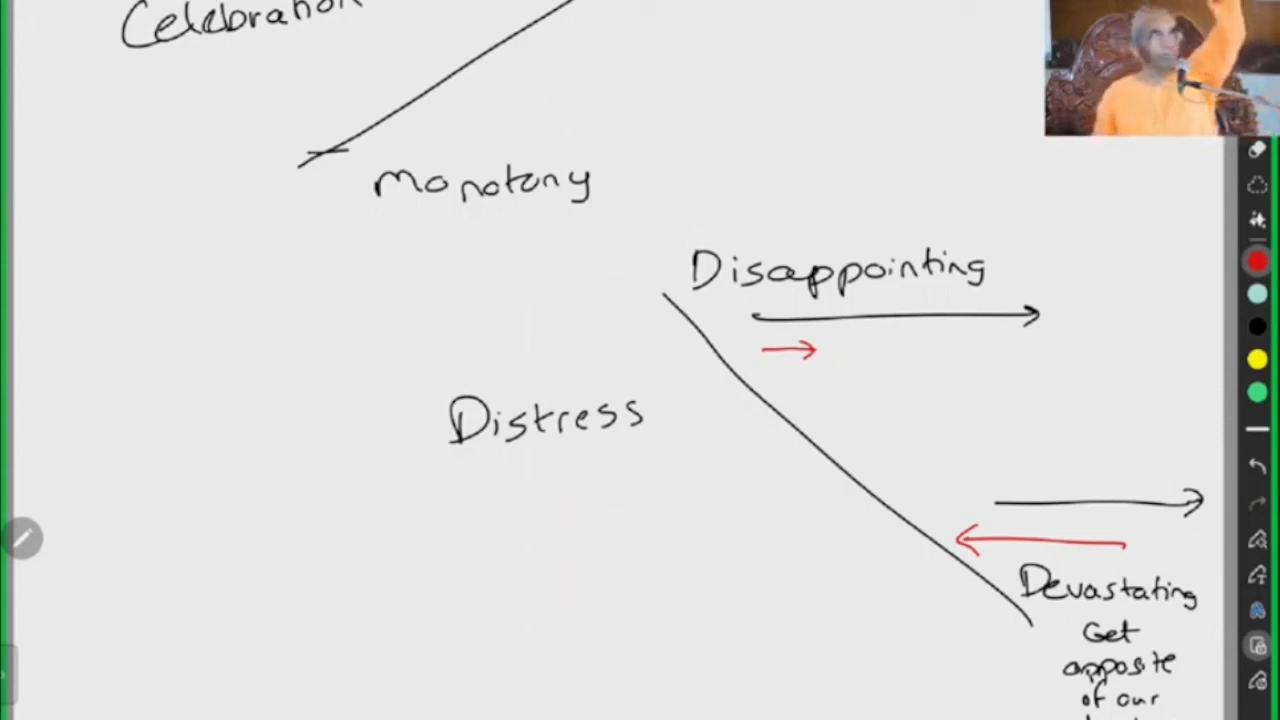 Celebration
Monotony
Disappointing
Distress
Devastating
Get
opposite
of our